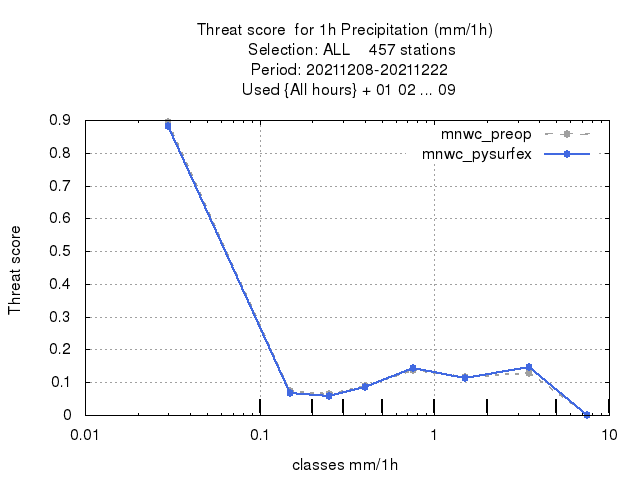 Threat score  for 1h Precipitation (mm/1h)
Selection: ALL    457 stations
Period: 20211208-20211222
Used {All hours} + 01 02 ... 09
mnwc_preop
mnwc_pysurfex
Threat score
0.9
0.8
0.7
0.6
0.5
0.4
0.3
0.2
0.1
0
0.01 0.1 1 10
classes mm/1h